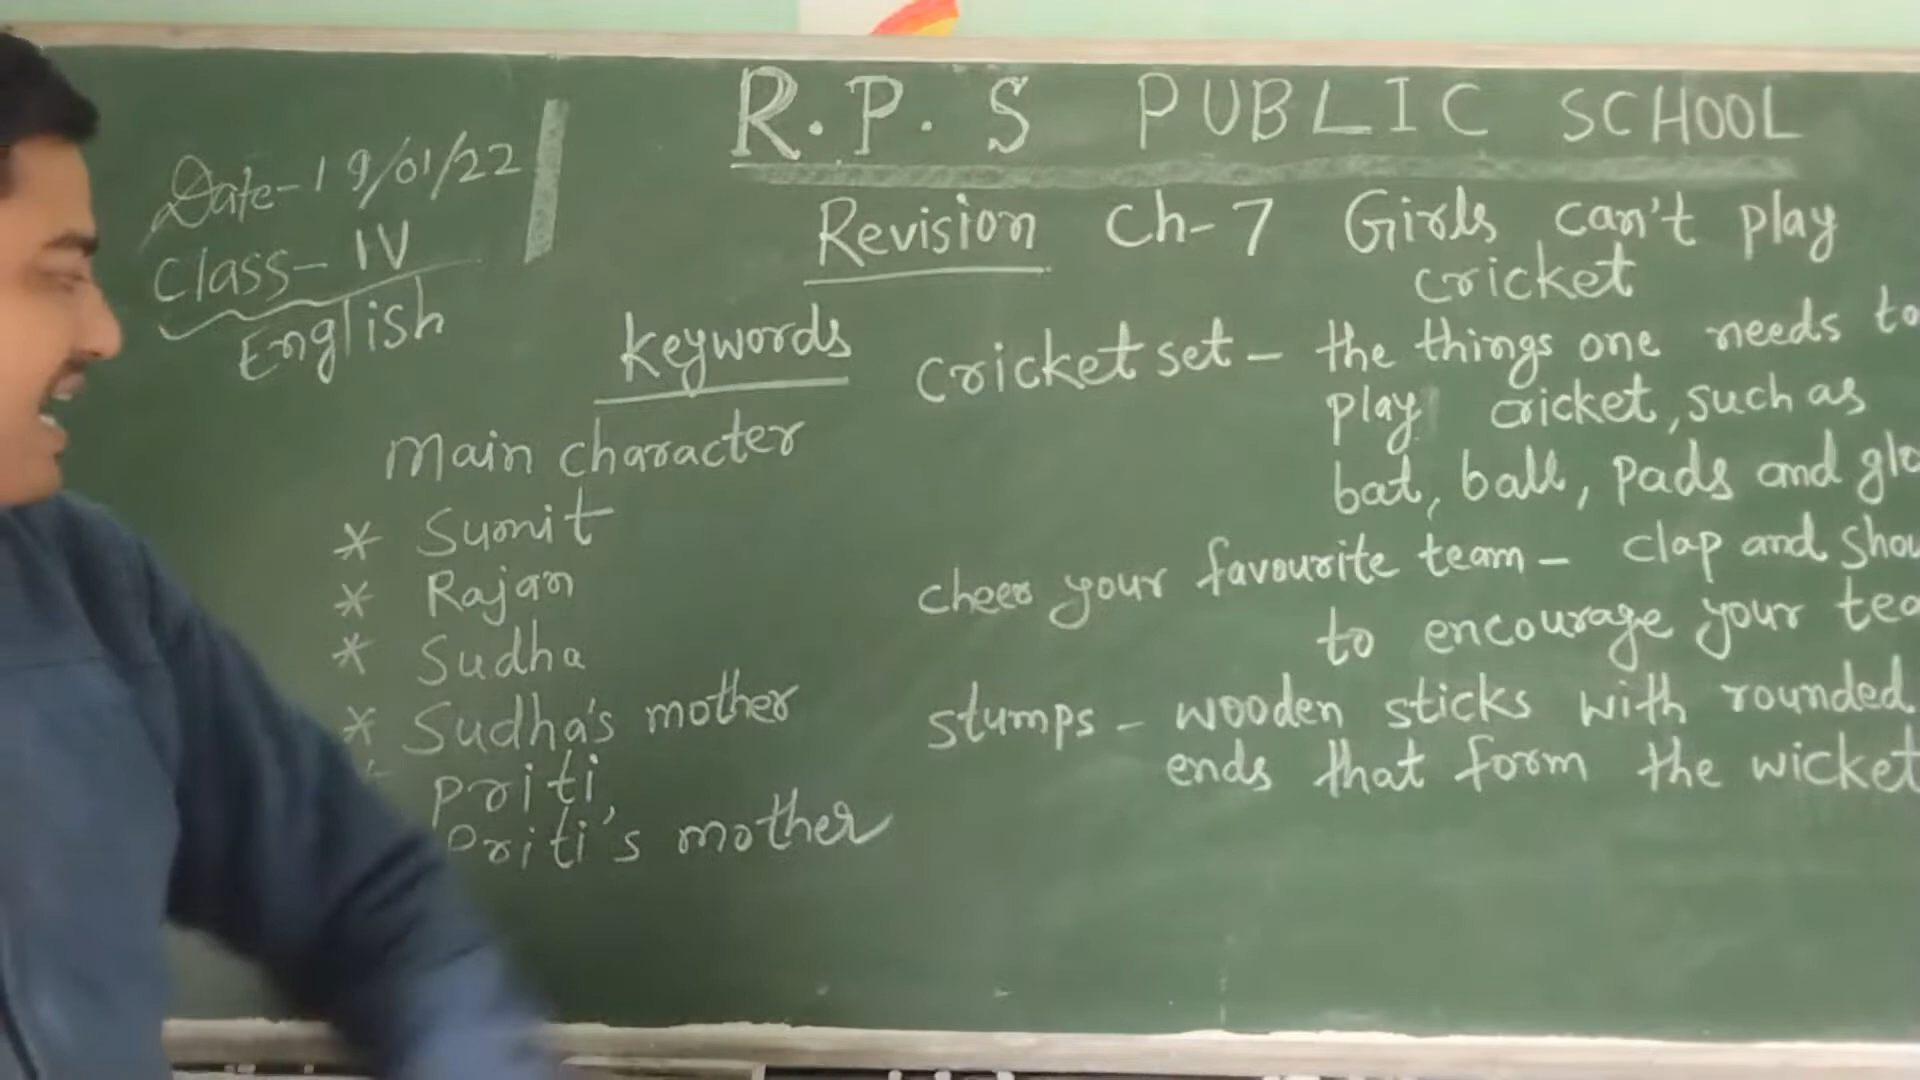 R.P.S PUBLIC SCHOOL
Date-19/01/22
Class-IV
English
Revision Ch-7 Girls can't play
cricket
keywords
Main character
* Sumit
* Rajan
* Sudha
* Sudha's mother
Priti
Priti's mother
cricket set - the things one needs to
play cricket, such as
bat, ball, pads and
cheer your favourite team - clap and
to encourage your
stumps - wooden sticks with rounded
ends that form the wicket